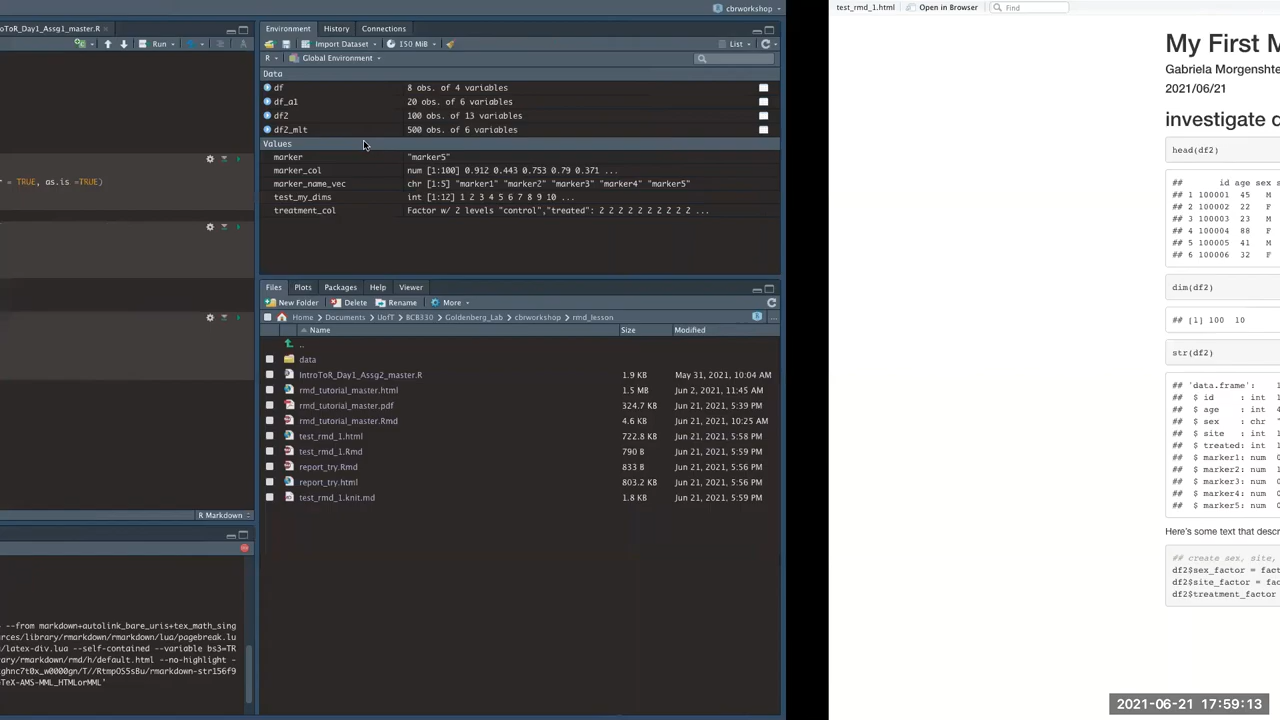 cbrworkshop
test_rmd_1.html
Open in Browser
Find
IntroToR_Day1_Assg1_master.R
Environment
History
Connections
Run
Import Dataset
150 MiB
List
R
Global Environment
Data
df 8 obs. of 4 variables
df_a1 20 obs. of 6 variables
df2 100 obs. of 13 variables
df2_mlt 500 obs. of 6 variables
Values
marker "marker5"
marker_col num [1:100] 0.912 0.443 0.753 0.79 0.371 ...
marker_name_vec chr [1:5] "marker1" "marker2" "marker3" "marker4" "marker5"
test_my_dims int [1:12] 1 2 3 4 5 6 7 8 9 10 ...
treatment_col Factor w/ 2 levels "control","treated": 2 2 2 2 2 2 2 2 2 2 ...
= TRUE, as.is =TRUE)
Files
Plots
Packages
Help
Viewer
New Folder
Delete
Rename
More
Home
Documents
UofT
BCB330
Goldenberg_Lab
cbrworkshop
rmd_lesson
Name Size Modified
..
data
IntroToR_Day1_Assg2_master.R 1.9 KB May 31, 2021, 10:04 AM
rmd_tutorial_master.html 1.5 MB Jun 2, 2021, 11:45 AM
rmd_tutorial_master.pdf 324.7 KB Jun 21, 2021, 5:39 PM
rmd_tutorial_master.Rmd 4.6 KB Jun 21, 2021, 10:25 AM
test_rmd_1.html 722.8 KB Jun 21, 2021, 5:58 PM
test_rmd_1.Rmd 790 B Jun 21, 2021, 5:59 PM
report_try.Rmd 833 B Jun 21, 2021, 5:56 PM
report_try.html 803.2 KB Jun 21, 2021, 5:56 PM
test_rmd_1.knit.md 1.8 KB Jun 21, 2021, 5:59 PM
R Markdown
--from markdown+autolink_bare_uris+tex_math_sing
rces/library/rmarkdown/rmarkdown/lua/pagebreak.lu
/latex-div.lua --self-contained --variable bs3=TR
ry/rmarkdown/rmd/h/default.html --no-highlight -
TeX-AMS-MML_HTMLorMML'
My First M
Gabriela Morgenshte
2021/06/21
investigate d
head(df2)
## id age sex s
## 1 100001 45 M
## 2 100002 22 F
## 3 100003 23 M
## 4 100004 88 F
## 5 100005 41 M
## 6 100006 32 F
dim(df2)
## [1] 100 10
str(df2)
## 'data.frame': 1
## $ id : int 1
## $ age : int 4
## $ sex : chr "
## $ site : int 1
## $ treated: int 1
## $ marker1: num 0
## $ marker2: num 1
## $ marker3: num 0
## $ marker4: num 0
## $ marker5: num 0
Here's some text that descr
## create sex, site,
df2$sex_factor = fact
df2$site_factor = fac
df2$treatment_factor
2021-06-21 17:59:13